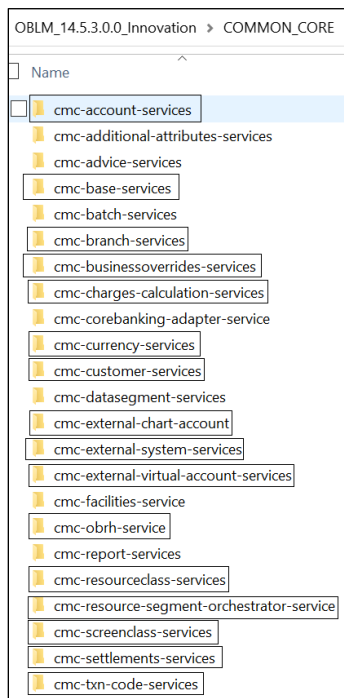 OBLM_14.5.3.0.0_Innovation > COMMON_CORE
Name
cmc-account-services
cmc-additional-attributes-services
cmc-advice-services
cmc-base-services
cmc-batch-services
cmc-branch-services
cmc-businessoverrides-services
cmc-charges-calculation-services
cmc-corebanking-adapter-service
cmc-currency-services
cmc-customer-services
cmc-datasegment-services
cmc-external-chart-account
cmc-external-system-services
cmc-external-virtual-account-services
cmc-facilities-service
cmc-obrh-service
cmc-report-services
cmc-resourceclass-services
cmc-resource-segment-orchestrator-service
cmc-screenclass-services
cmc-settlements-services
cmc-txn-code-services